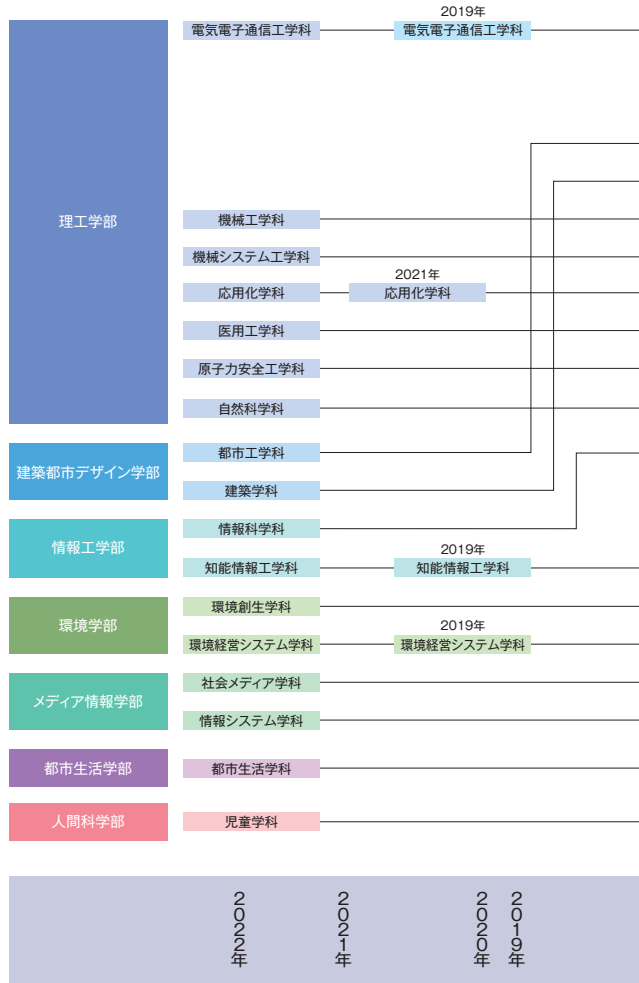 2019年
電気電子通信工学科
電気電子通信工学科
理工学部
機械工学科
機械システム工学科
2021年
応用化学科
応用化学科
医用工学科
原子力安全工学科
自然科学科
建築都市デザイン学部
都市工学科
建築学科
情報工学部
情報科学科
2019年
知能情報工学科
知能情報工学科
環境学部
環境創生学科
2019年
環境経営システム学科
環境経営システム学科
メディア情報学部
社会メディア学科
情報システム学科
都市生活学部
都市生活学科
人間科学部
児童学科
2022年
2021年
2020年
2019年